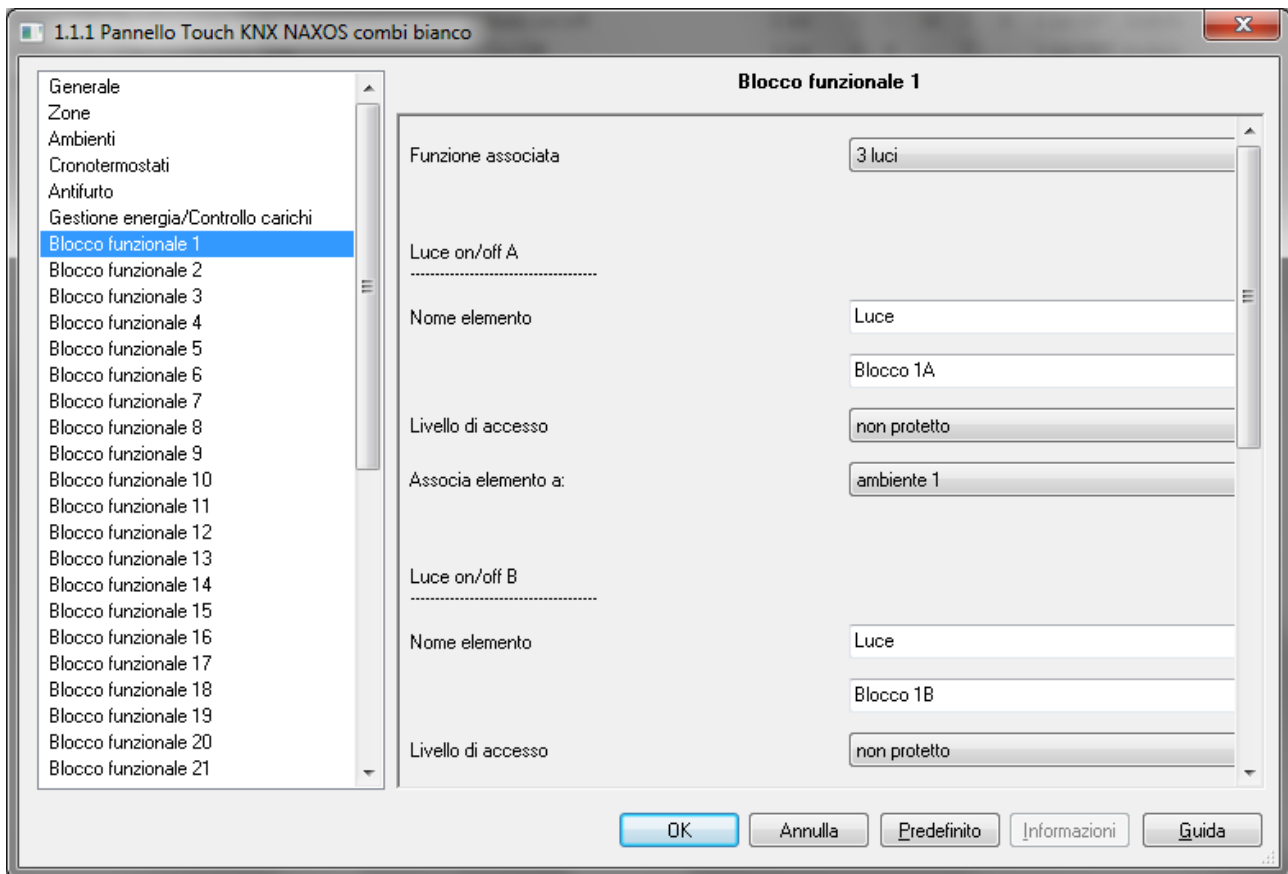 1.1.1 Pannello Touch KNX NAXOS combi bianco
Generale
Zone
Ambienti
Cronotermostati
Antifurto
Gestione energia/Controllo carichi
Blocco funzionale 1
Blocco funzionale 2
Blocco funzionale 3
Blocco funzionale 4
Blocco funzionale 5
Blocco funzionale 6
Blocco funzionale 7
Blocco funzionale 8
Blocco funzionale 9
Blocco funzionale 10
Blocco funzionale 11
Blocco funzionale 12
Blocco funzionale 13
Blocco funzionale 14
Blocco funzionale 15
Blocco funzionale 16
Blocco funzionale 17
Blocco funzionale 18
Blocco funzionale 19
Blocco funzionale 20
Blocco funzionale 21
Blocco funzionale 1
Funzione associata 3 luci
Luce on/off A
-------------------------------------
Nome elemento Luce
Blocco 1A
Livello di accesso non protetto
Associa elemento a: ambiente 1
Luce on/off B
-------------------------------------
Nome elemento Luce
Blocco 1B
Livello di accesso non protetto
OK Annulla Predefinito Informazioni Guida